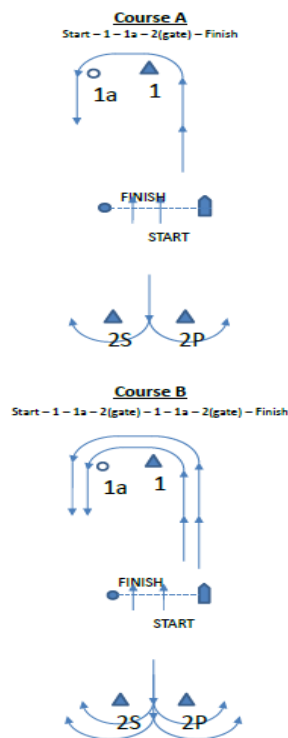 Course A
Start – 1 – 1a – 2(gate) – Finish
1a 1
FINISH
START
2S 2P
Course B
Start – 1 – 1a – 2(gate) – 1 – 1a – 2(gate) – Finish
1a 1
FINISH
START
2S 2P